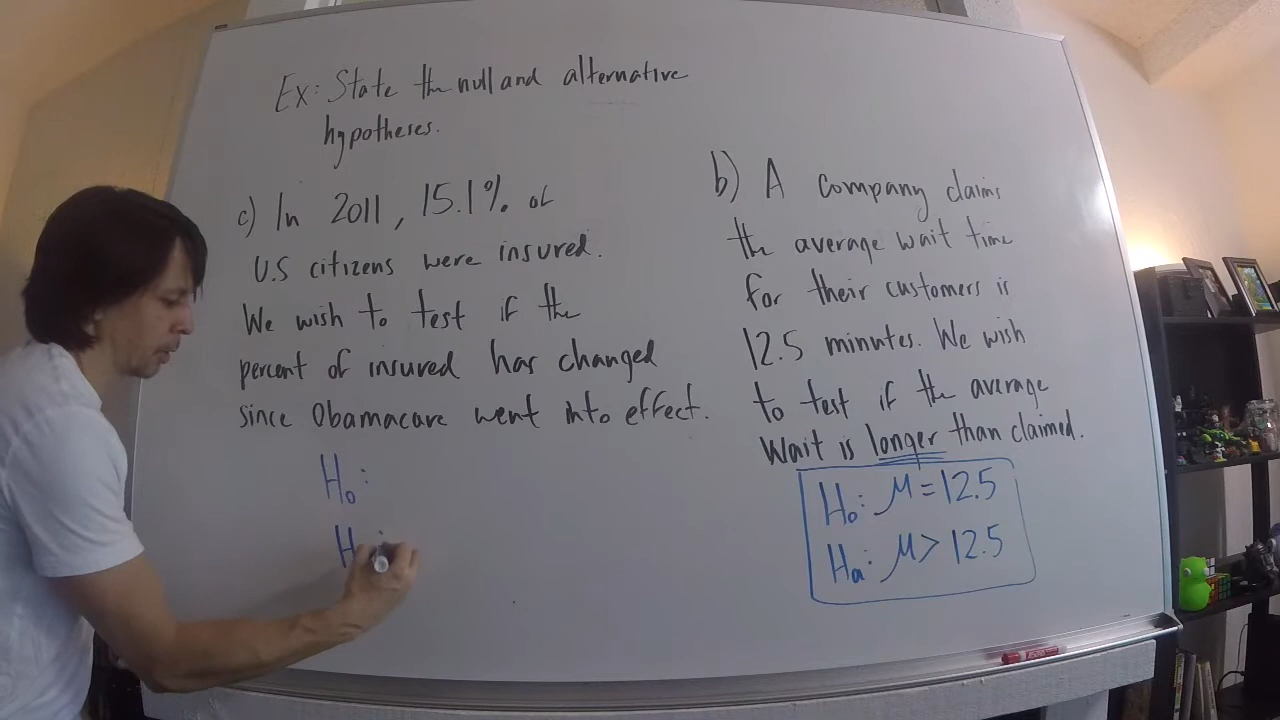 Ex: State the null and alternative
hypotheses.
c) In 2011, 15.1% of
U.S citizens were insured.
We wish to test if the
percent of insured has changed
since Obamacare went into effect.
H₀:
H
b) A company claims
the average wait time
for their customers is
12.5 minutes. We wish
to test if the average
Wait is longer than claimed.
H₀: μ = 12.5
Hₐ: μ > 12.5